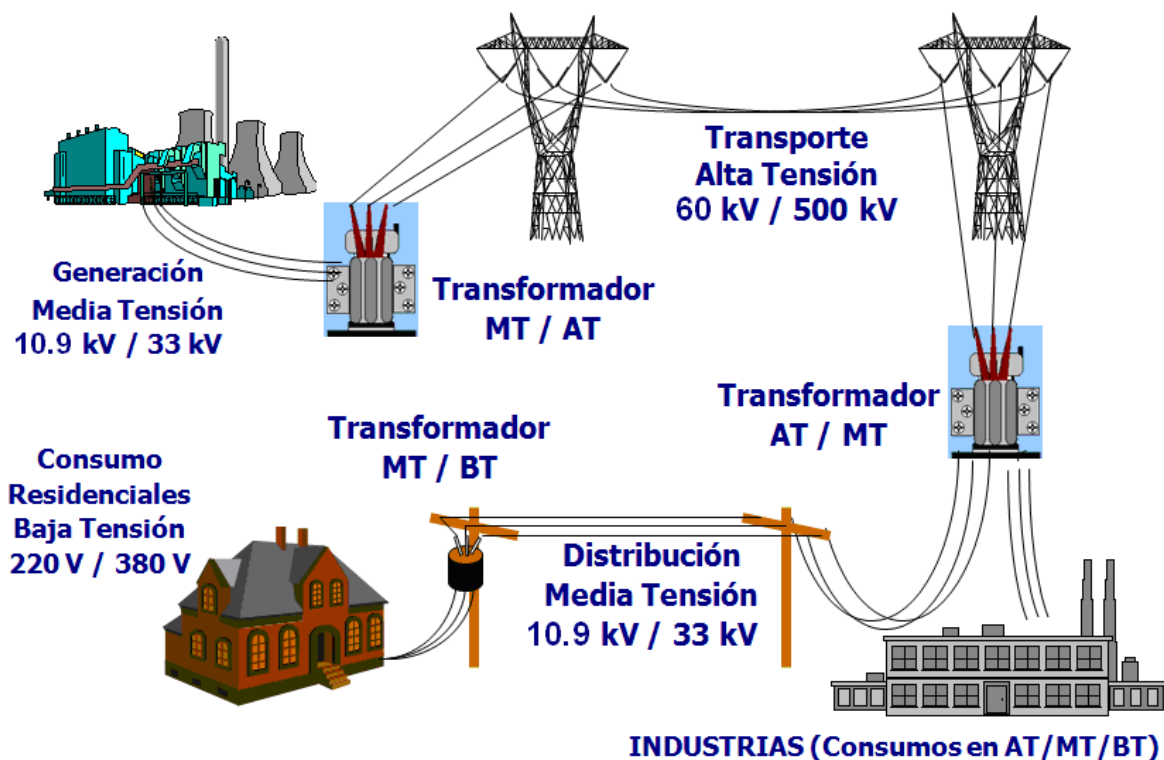 Transporte
Alta Tensión
60 kV / 500 kV
Generación
Media Tensión
10.9 kV / 33 kV
Transformador
MT / AT
Transformador
AT / MT
Transformador
MT / BT
Consumo
Residenciales
Baja Tensión
220 V / 380 V
Distribución
Media Tensión
10.9 kV / 33 kV
INDUSTRIAS (Consumos en AT/MT/BT)